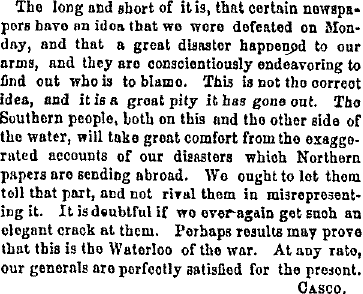 The long and short of it is, that certain newspa-
pers have an idea that we were defeated on Mon-
day, and that a great disaster happened to our
arms, and they are conscientiously endeavoring to
find out who is to blame. This is not the correct
idea, and it is a great pity it has gone out. The
Southern people, both on this and the other side of
the water, will take great comfort from the exagge-
rated accounts of our disasters which Northern
papers are sending abroad. We ought to let them
tell that part, and not rival them in misrepresent-
ing it. It is doubtful if we ever again get such an
elegant crack at them. Perhaps results may prove
that this is the Waterloo of the war. At any rate,
our generals are perfectly satisfied for the present.
CASCO.